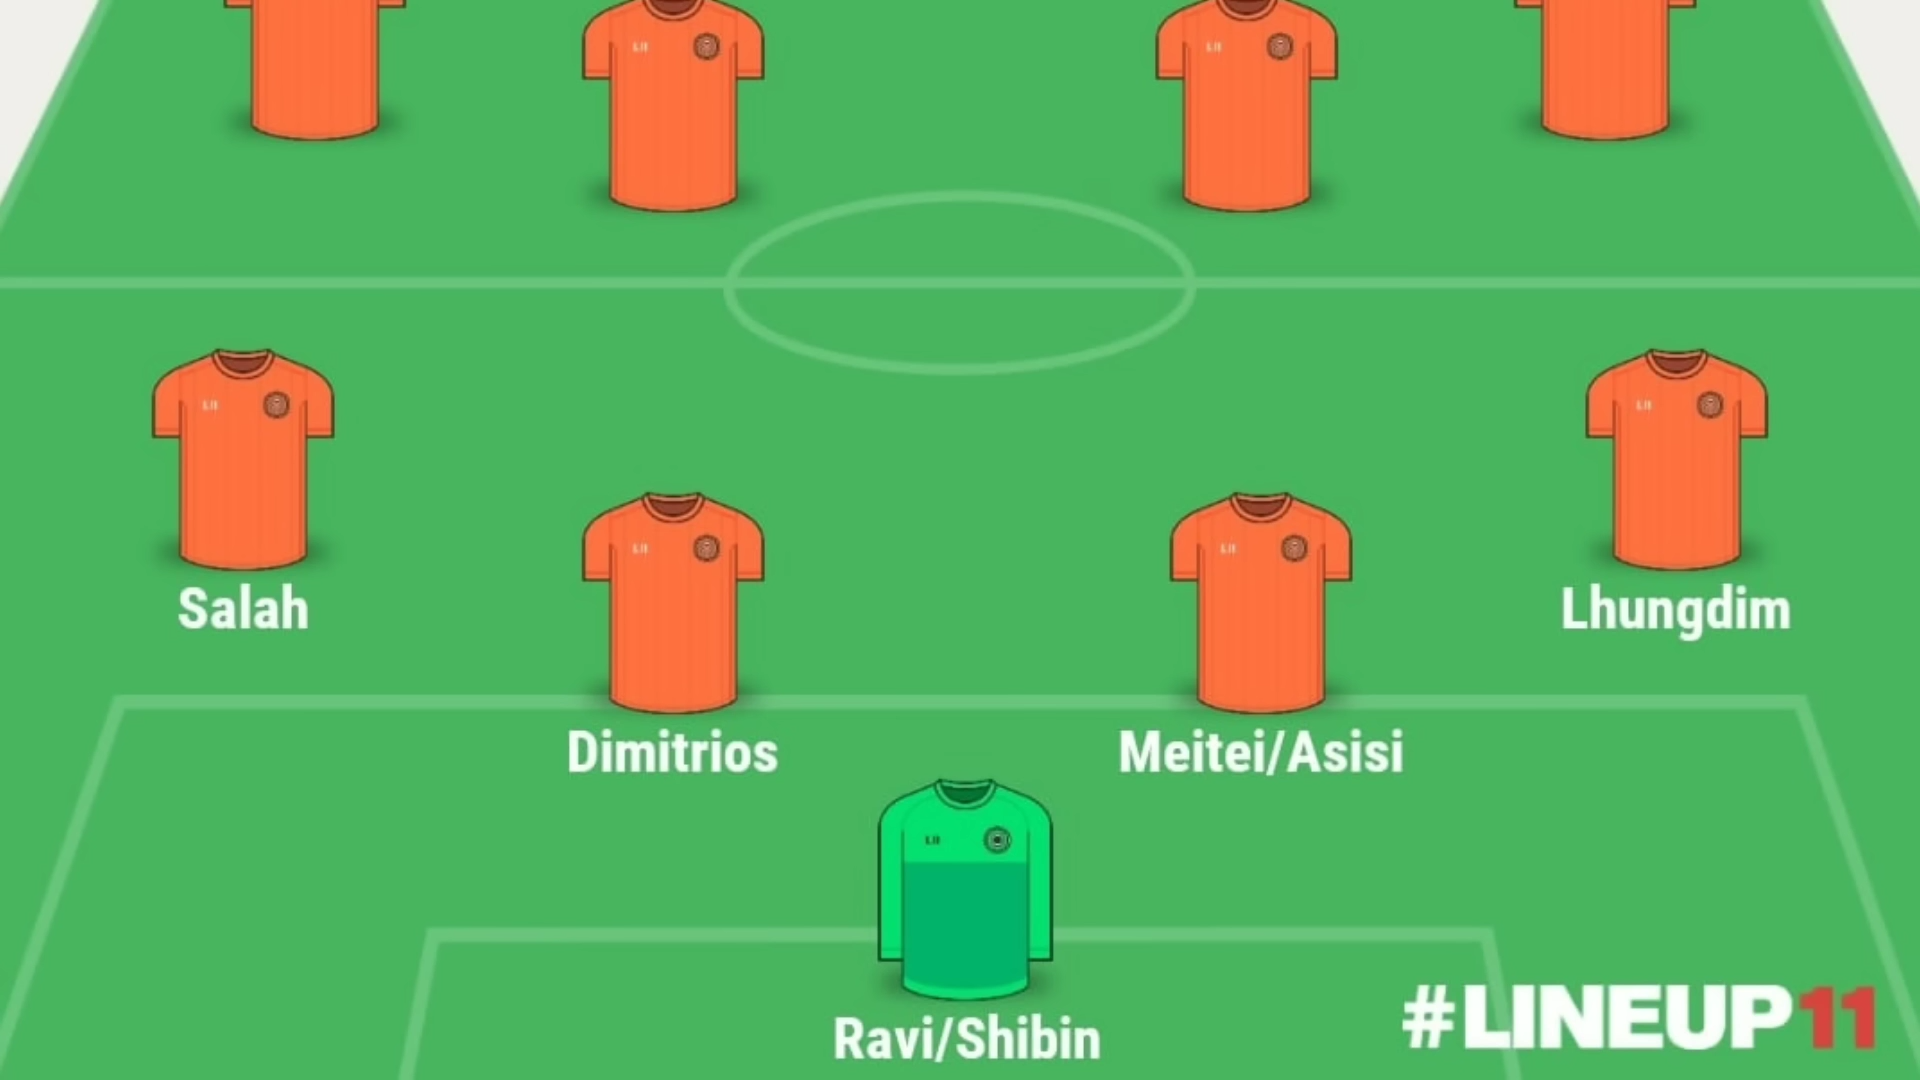 Salah
Lhungdim
Dimitrios
Meitei/Asisi
Ravi/Shibin
#LINEUP11